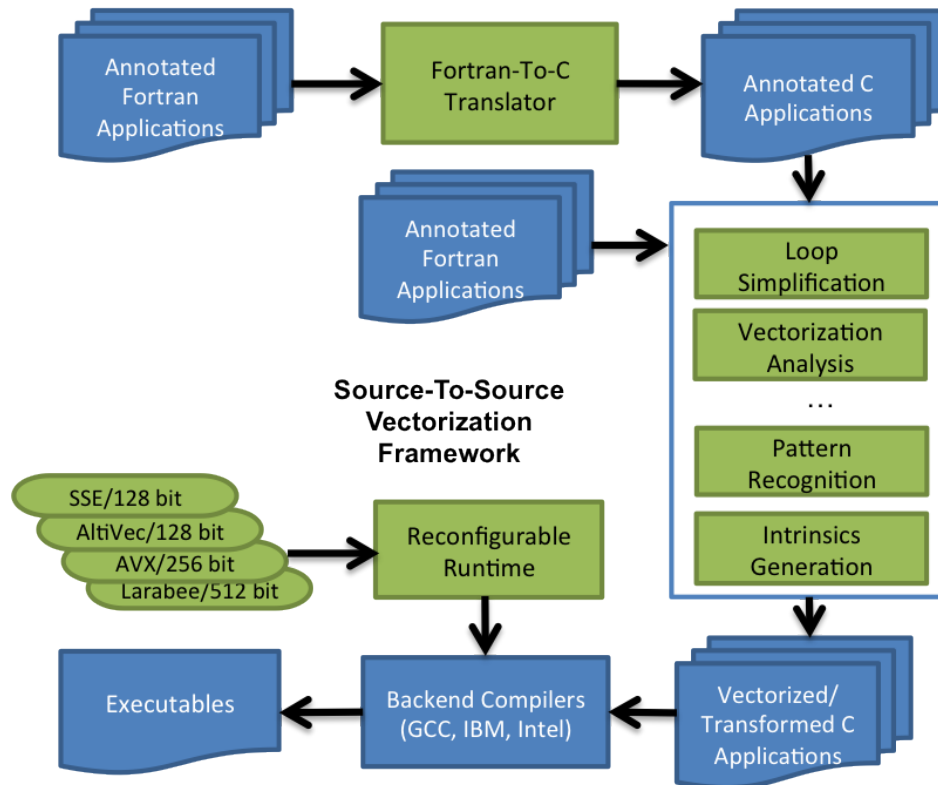 Annotated
Fortran
Applications
Fortran-To-C
Translator
Annotated C
Applications
Annotated
Fortran
Applications
Loop
Simplification
Vectorization
Analysis
...
Pattern
Recognition
Intrinsics
Generation
Source-To-Source
Vectorization
Framework
SSE/128 bit
AltiVec/128 bit
AVX/256 bit
Larabee/512 bit
Reconfigurable
Runtime
Executables
Backend Compilers
(GCC, IBM, Intel)
Vectorized/
Transformed C
Applications